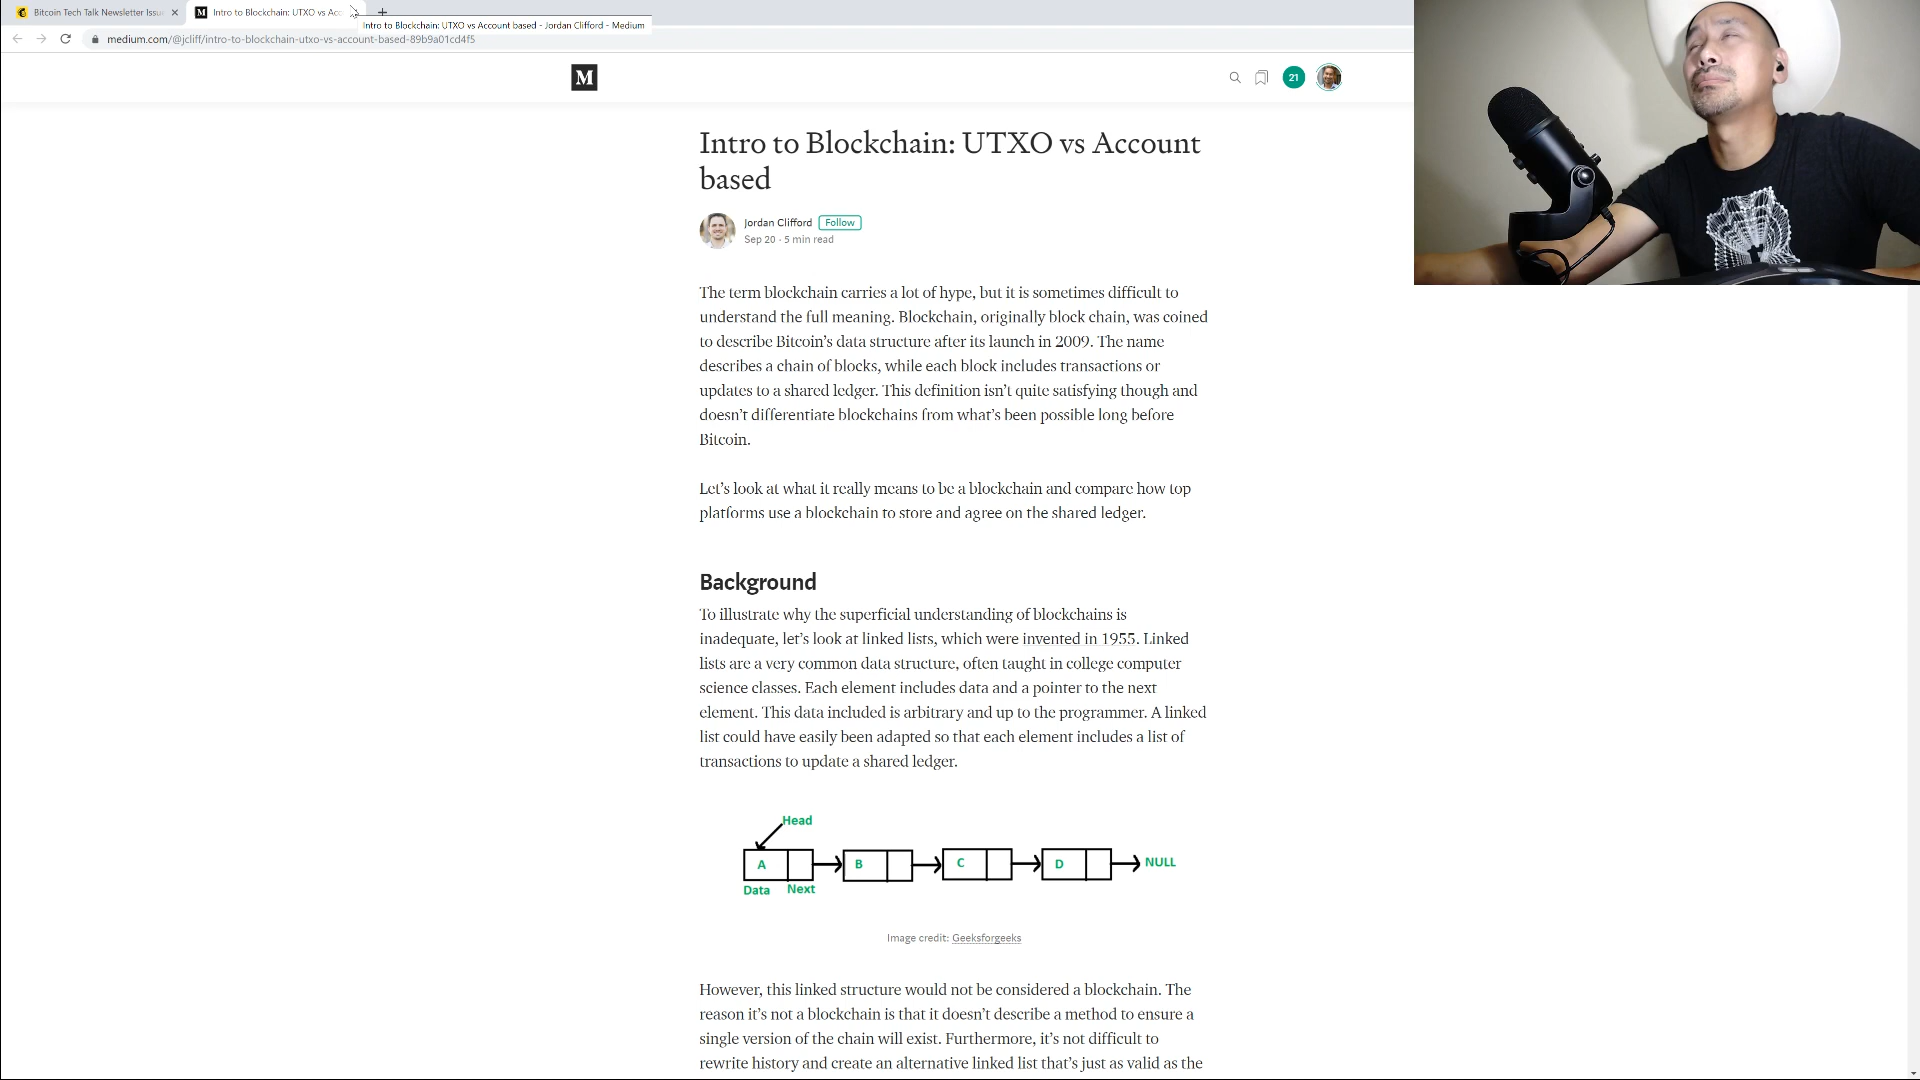 Bitcoin Tech Talk Newsletter Issu
Intro to Blockchain: UTXO vs Acc
Intro to Blockchain: UTXO vs Account based - Jordan Clifford - Medium
medium.com/@jcliff/intro-to-blockchain-utxo-vs-account-based-89b9a01cd4f5
M
21
Intro to Blockchain: UTXO vs Account
based
Jordan Clifford Follow
Sep 20 · 5 min read
The term blockchain carries a lot of hype, but it is sometimes difficult to
understand the full meaning. Blockchain, originally block chain, was coined
to describe Bitcoin’s data structure after its launch in 2009. The name
describes a chain of blocks, while each block includes transactions or
updates to a shared ledger. This definition isn’t quite satisfying though and
doesn’t differentiate blockchains from what’s been possible long before
Bitcoin.
Let’s look at what it really means to be a blockchain and compare how top
platforms use a blockchain to store and agree on the shared ledger.
Background
To illustrate why the superficial understanding of blockchains is
inadequate, let’s look at linked lists, which were invented in 1955. Linked
lists are a very common data structure, often taught in college computer
science classes. Each element includes data and a pointer to the next
element. This data included is arbitrary and up to the programmer. A linked
list could have easily been adapted so that each element includes a list of
transactions to update a shared ledger.
Head
A B C D NULL
Data Next
Image credit: Geeksforgeeks
However, this linked structure would not be considered a blockchain. The
reason it’s not a blockchain is that it doesn’t describe a method to ensure a
single version of the chain will exist. Furthermore, it’s not difficult to
rewrite history and create an alternative linked list that’s just as valid as the